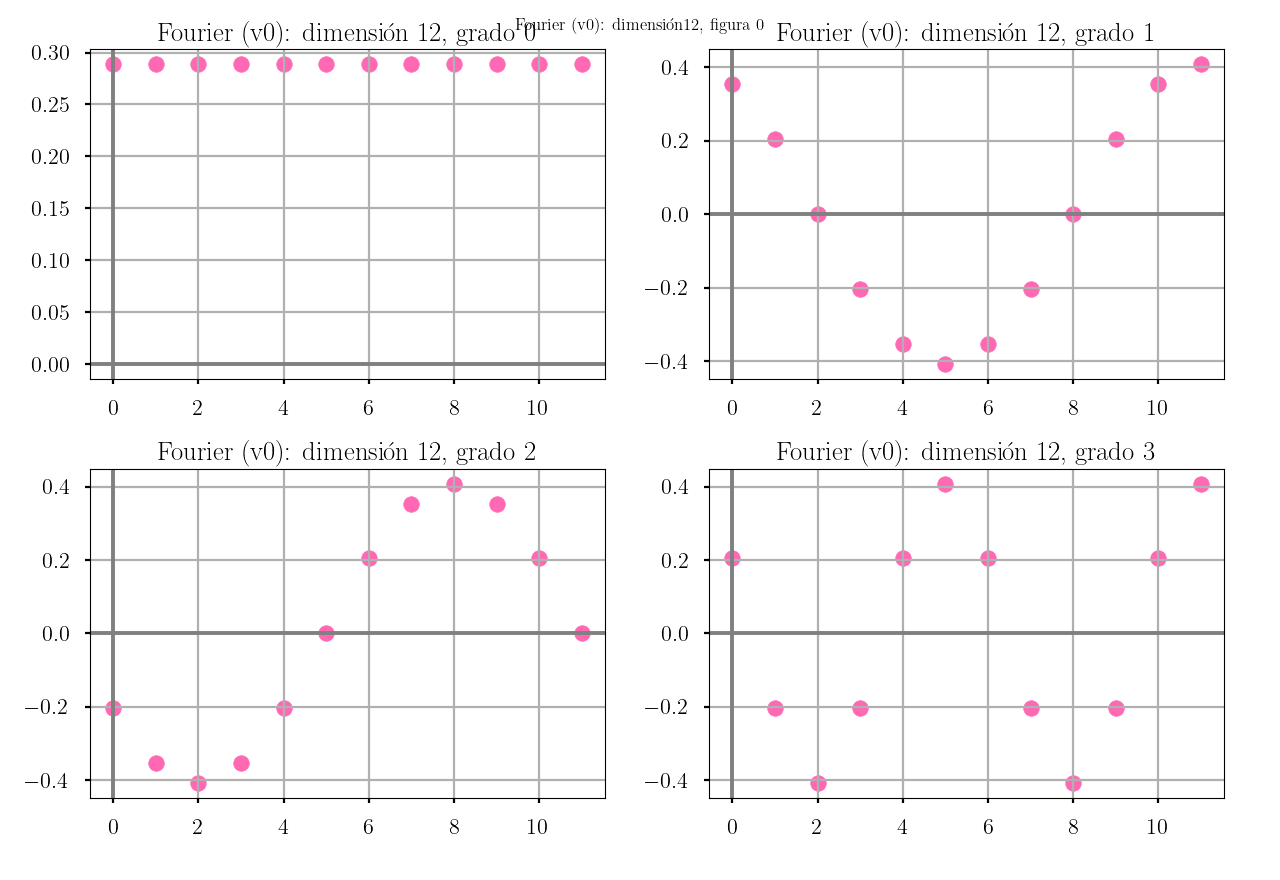 Fourier (v0): dimensión12, figura 0
Fourier (v0): dimensión 12, grado 0
0.30
0.25
0.20
0.15
0.10
0.05
0.00
0 2 4 6 8 10
Fourier (v0): dimensión 12, grado 1
0.4
0.2
0.0
−0.2
−0.4
0 2 4 6 8 10
Fourier (v0): dimensión 12, grado 2
0.4
0.2
0.0
−0.2
−0.4
0 2 4 6 8 10
Fourier (v0): dimensión 12, grado 3
0.4
0.2
0.0
−0.2
−0.4
0 2 4 6 8 10